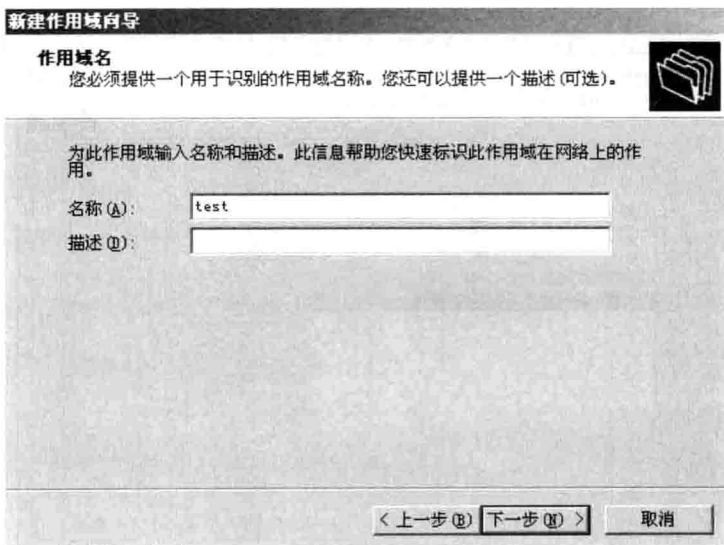 新建作用域向导
作用域名
您必须提供一个用于识别的作用域名称。您还可以提供一个描述(可选)。
为此作用域输入名称和描述。此信息帮助您快速标识此作用域在网络上的作
用。
名称(A): test
描述(D):
< 上一步(B) 下一步(N) > 取消